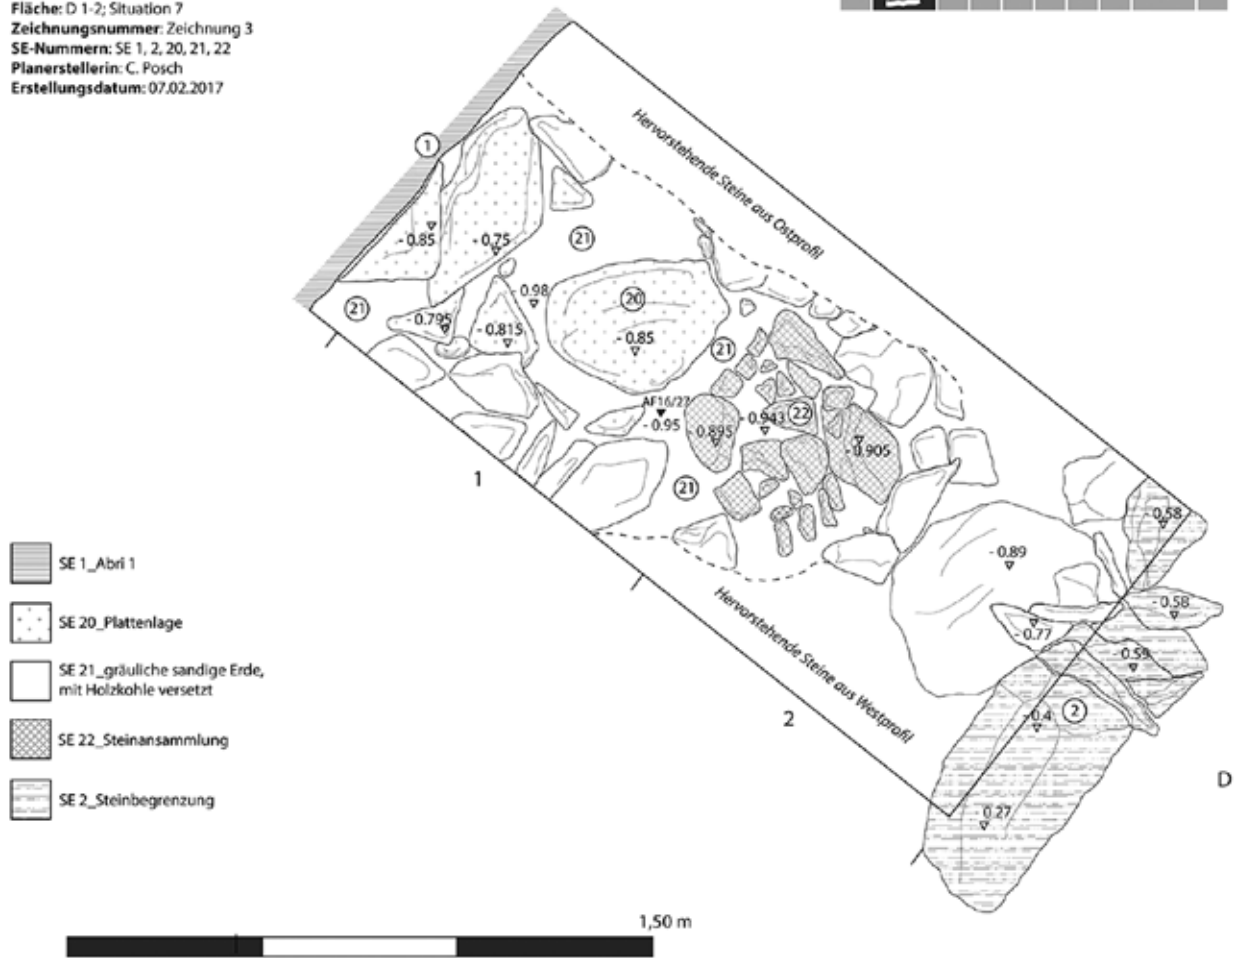 Fläche: D 1-2; Situation 7
Zeichnungsnummer: Zeichnung 3
SE-Nummern: SE 1, 2, 20, 21, 22
Planerstellerin: C. Posch
Erstellungsdatum: 07.02.2017
Hervorstehende Steine aus Ostprofil
1
- 0.85
- 0.75
21
20
- 0.98
21
- 0.795
- 0.815
- 0.85
21
AF16/27
- 0.95
- 0.895
- 0.943
22
- 0.905
21
1
- 0.58
- 0.89
- 0.58
- 0.77
- 0.59
Hervorstehende Steine aus Westprofil
2
- 0.4
2
- 0.27
D
SE 1_Abri 1
SE 20_Plattenlage
SE 21_gräuliche sandige Erde,
mit Holzkohle versetzt
SE 22_Steinansammlung
SE 2_Steinbegrenzung
1,50 m